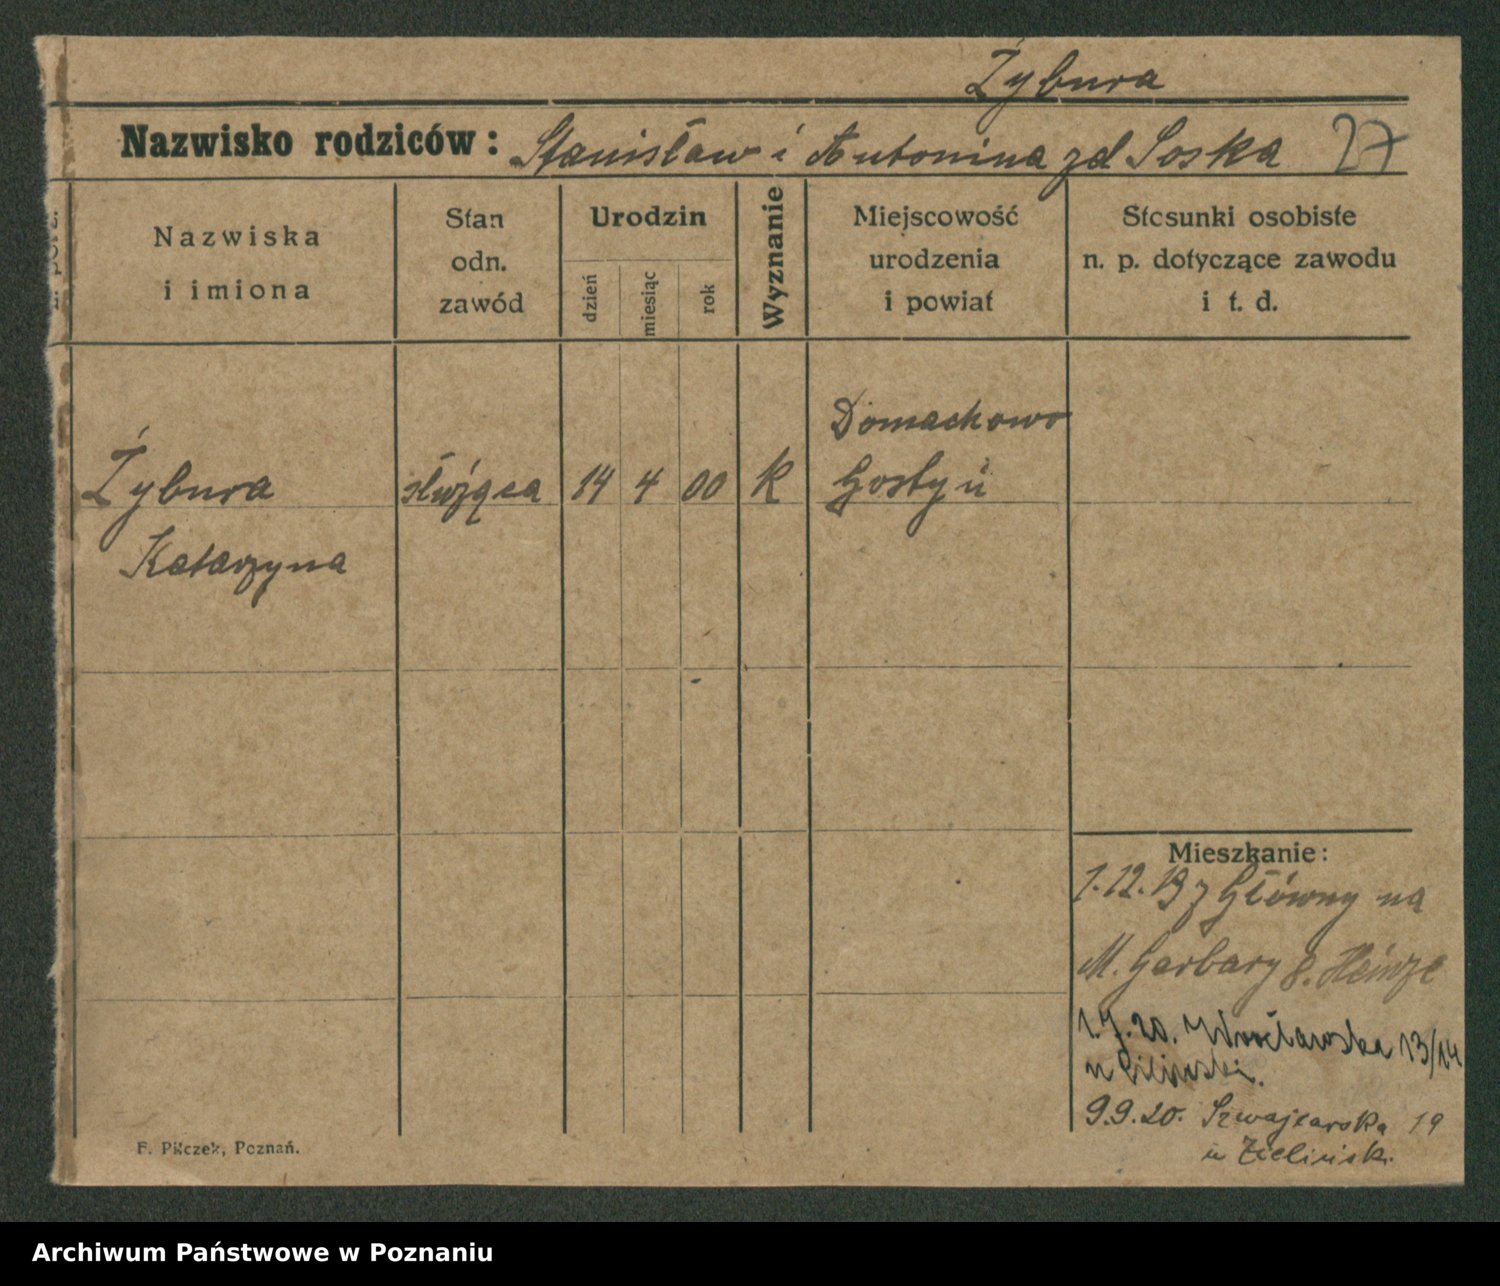 Żybura
Nazwisko rodziców: Stanisław i Antonina zd Soska 27
Nazwiska i imiona
Stan odn. zawód
Urodzin
dzień miesiąc rok
Wyznanie
Miejscowość urodzenia i powiat
Stosunki osobiste n. p. dotyczące zawodu i t. d.
Żybura służąca 14 4 00 K Domachowo
Gostyń
Katarzyna
Mieszkanie:
1.12.19 z Główny na
M. Garbary 8. Heinze
1.7.20. Wrocławska 13/14
u
9.9.20. Szwajcarska 19
u Zielińsk.
F. Pilczek, Poznań.
Archiwum Państwowe w Poznaniu